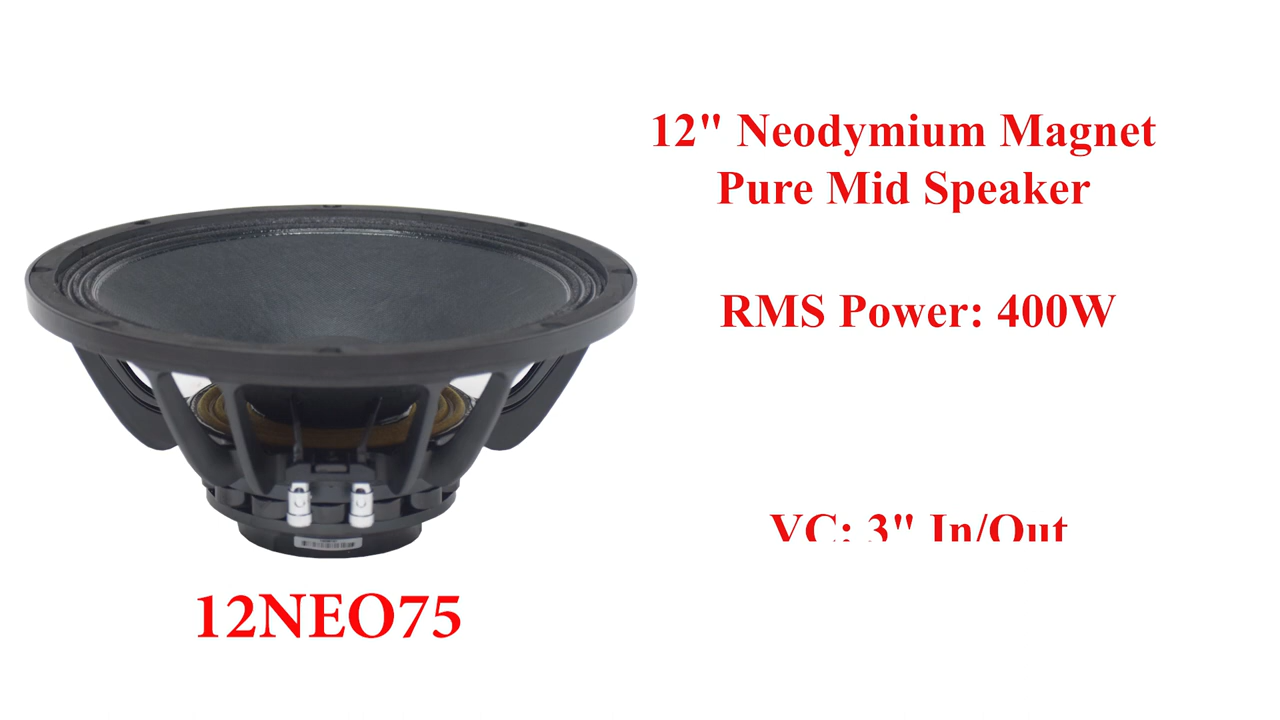 12" Neodymium Magnet
Pure Mid Speaker
RMS Power: 400W
VC: 3" In/Out
12NEO75